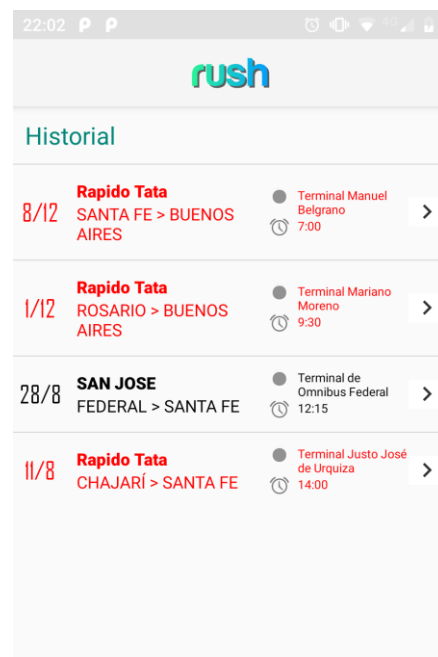 22:02
4G
rush
Historial
8/12
Rapido Tata
SANTA FE > BUENOS
AIRES
Terminal Manuel
Belgrano
7:00
1/12
Rapido Tata
ROSARIO > BUENOS
AIRES
Terminal Mariano
Moreno
9:30
28/8
SAN JOSE
FEDERAL > SANTA FE
Terminal de
Omnibus Federal
12:15
11/8
Rapido Tata
CHAJARÍ > SANTA FE
Terminal Justo José
de Urquiza
14:00